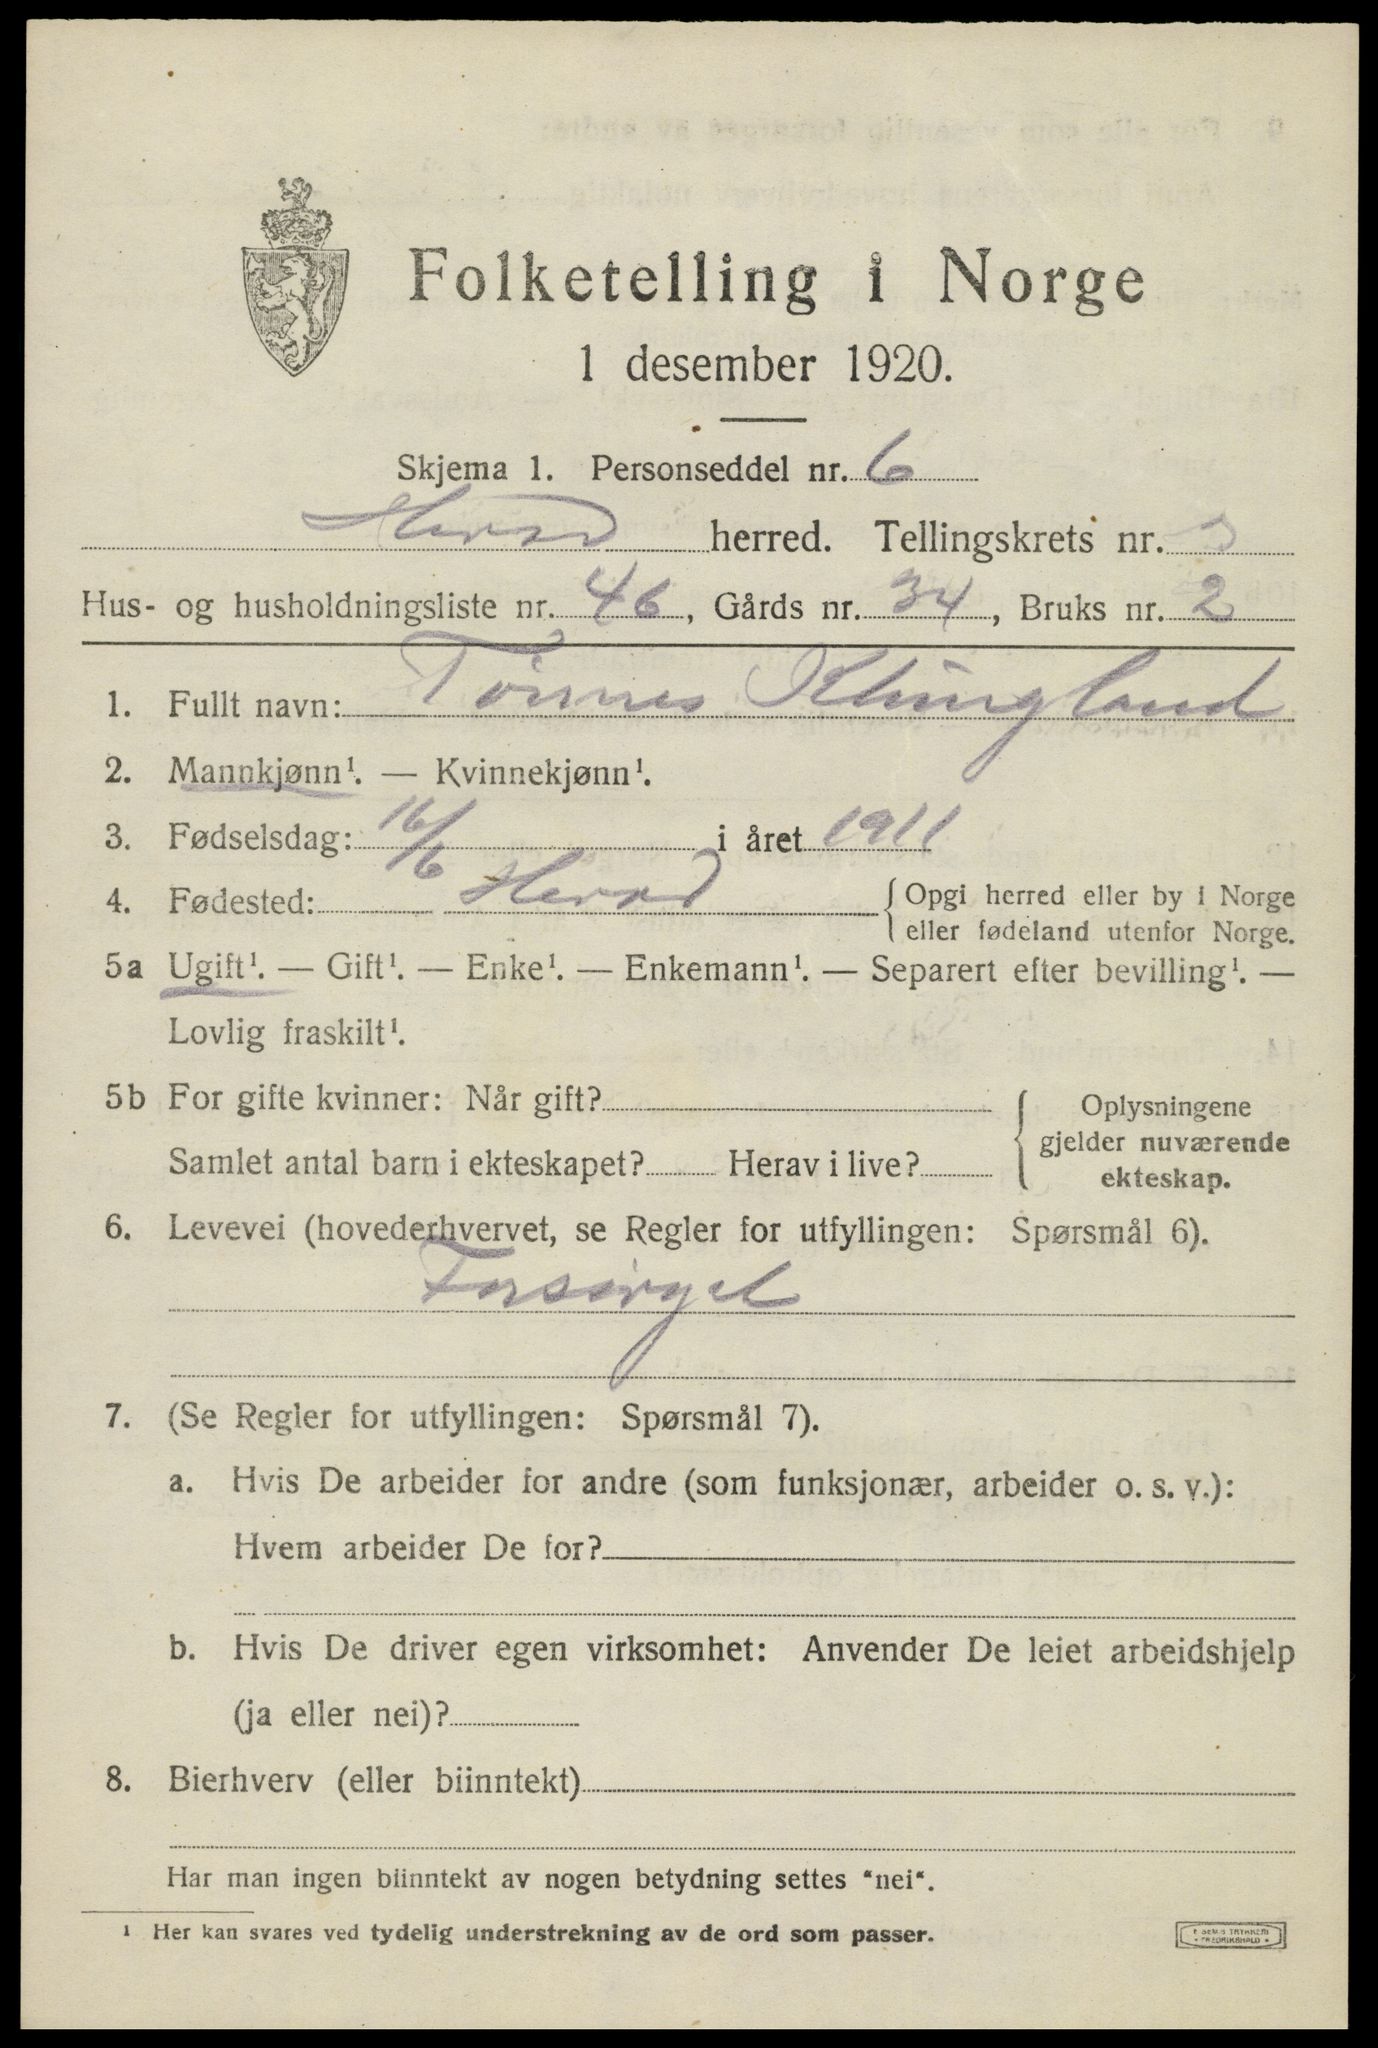 Folketelling i Norge
1 desember 1920.
Skjema 1. Personseddel nr. 6
Herad herred. Tellingskrets nr. 3
Hus- og husholdningsliste nr. 46, Gårds nr. 34, Bruks nr. 2
1. Fullt navn: Tönnes Klungland
2. Mannkjønn¹. — Kvinnekjønn¹.
3. Fødselsdag: 16/6 i året 1911
4. Fødested: Herad {Opgi herred eller by i Norge
eller fødeland utenfor Norge.
5a Ugift¹. — Gift¹. — Enke¹. — Enkemann¹. — Separert efter bevilling¹. —
Lovlig fraskilt¹.
5b For gifte kvinner: Når gift?
Samlet antal barn i ekteskapet? Herav i live?
{Oplysningene
gjelder nuværende
ekteskap.
6. Levevei (hovederhvervet, se Regler for utfyllingen: Spørsmål 6).
Forsörget
7. (Se Regler for utfyllingen: Spørsmål 7).
a. Hvis De arbeider for andre (som funksjonær, arbeider o. s. v.):
Hvem arbeider De for?
b. Hvis De driver egen virksomhet: Anvender De leiet arbeidshjelp
(ja eller nei)?
8. Bierhverv (eller biinntekt)
Har man ingen biinntekt av nogen betydning settes "nei".
¹ Her kan svares ved tydelig understrekning av de ord som passer.
TRYKKERI
FREDRIKSHALD